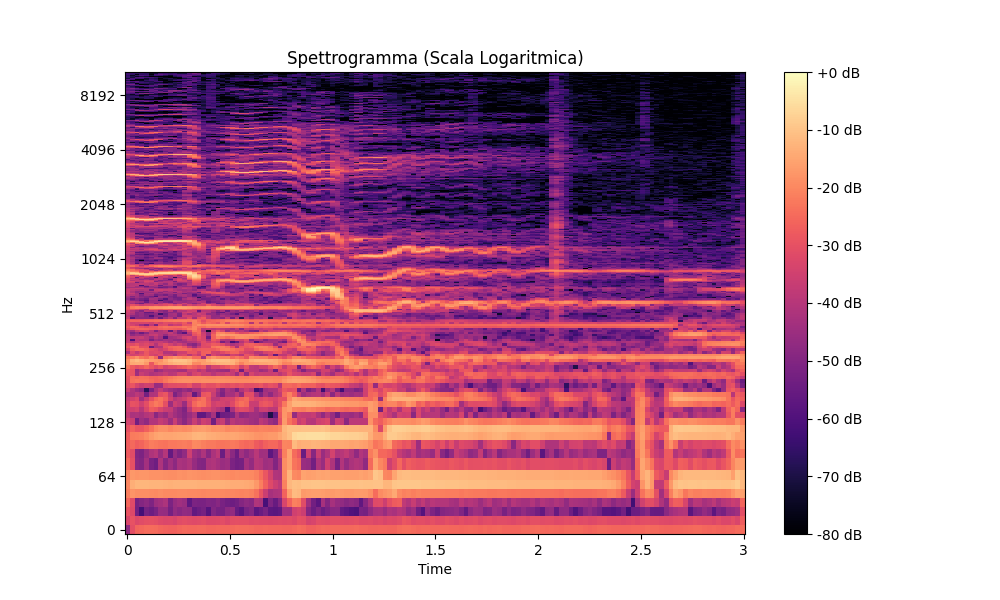 Spettrogramma (Scala Logaritmica)
Hz
8192
4096
2048
1024
512
256
128
64
0
0
0.5
1
1.5
2
2.5
3
Time
+0 dB
-10 dB
-20 dB
-30 dB
-40 dB
-50 dB
-60 dB
-70 dB
-80 dB